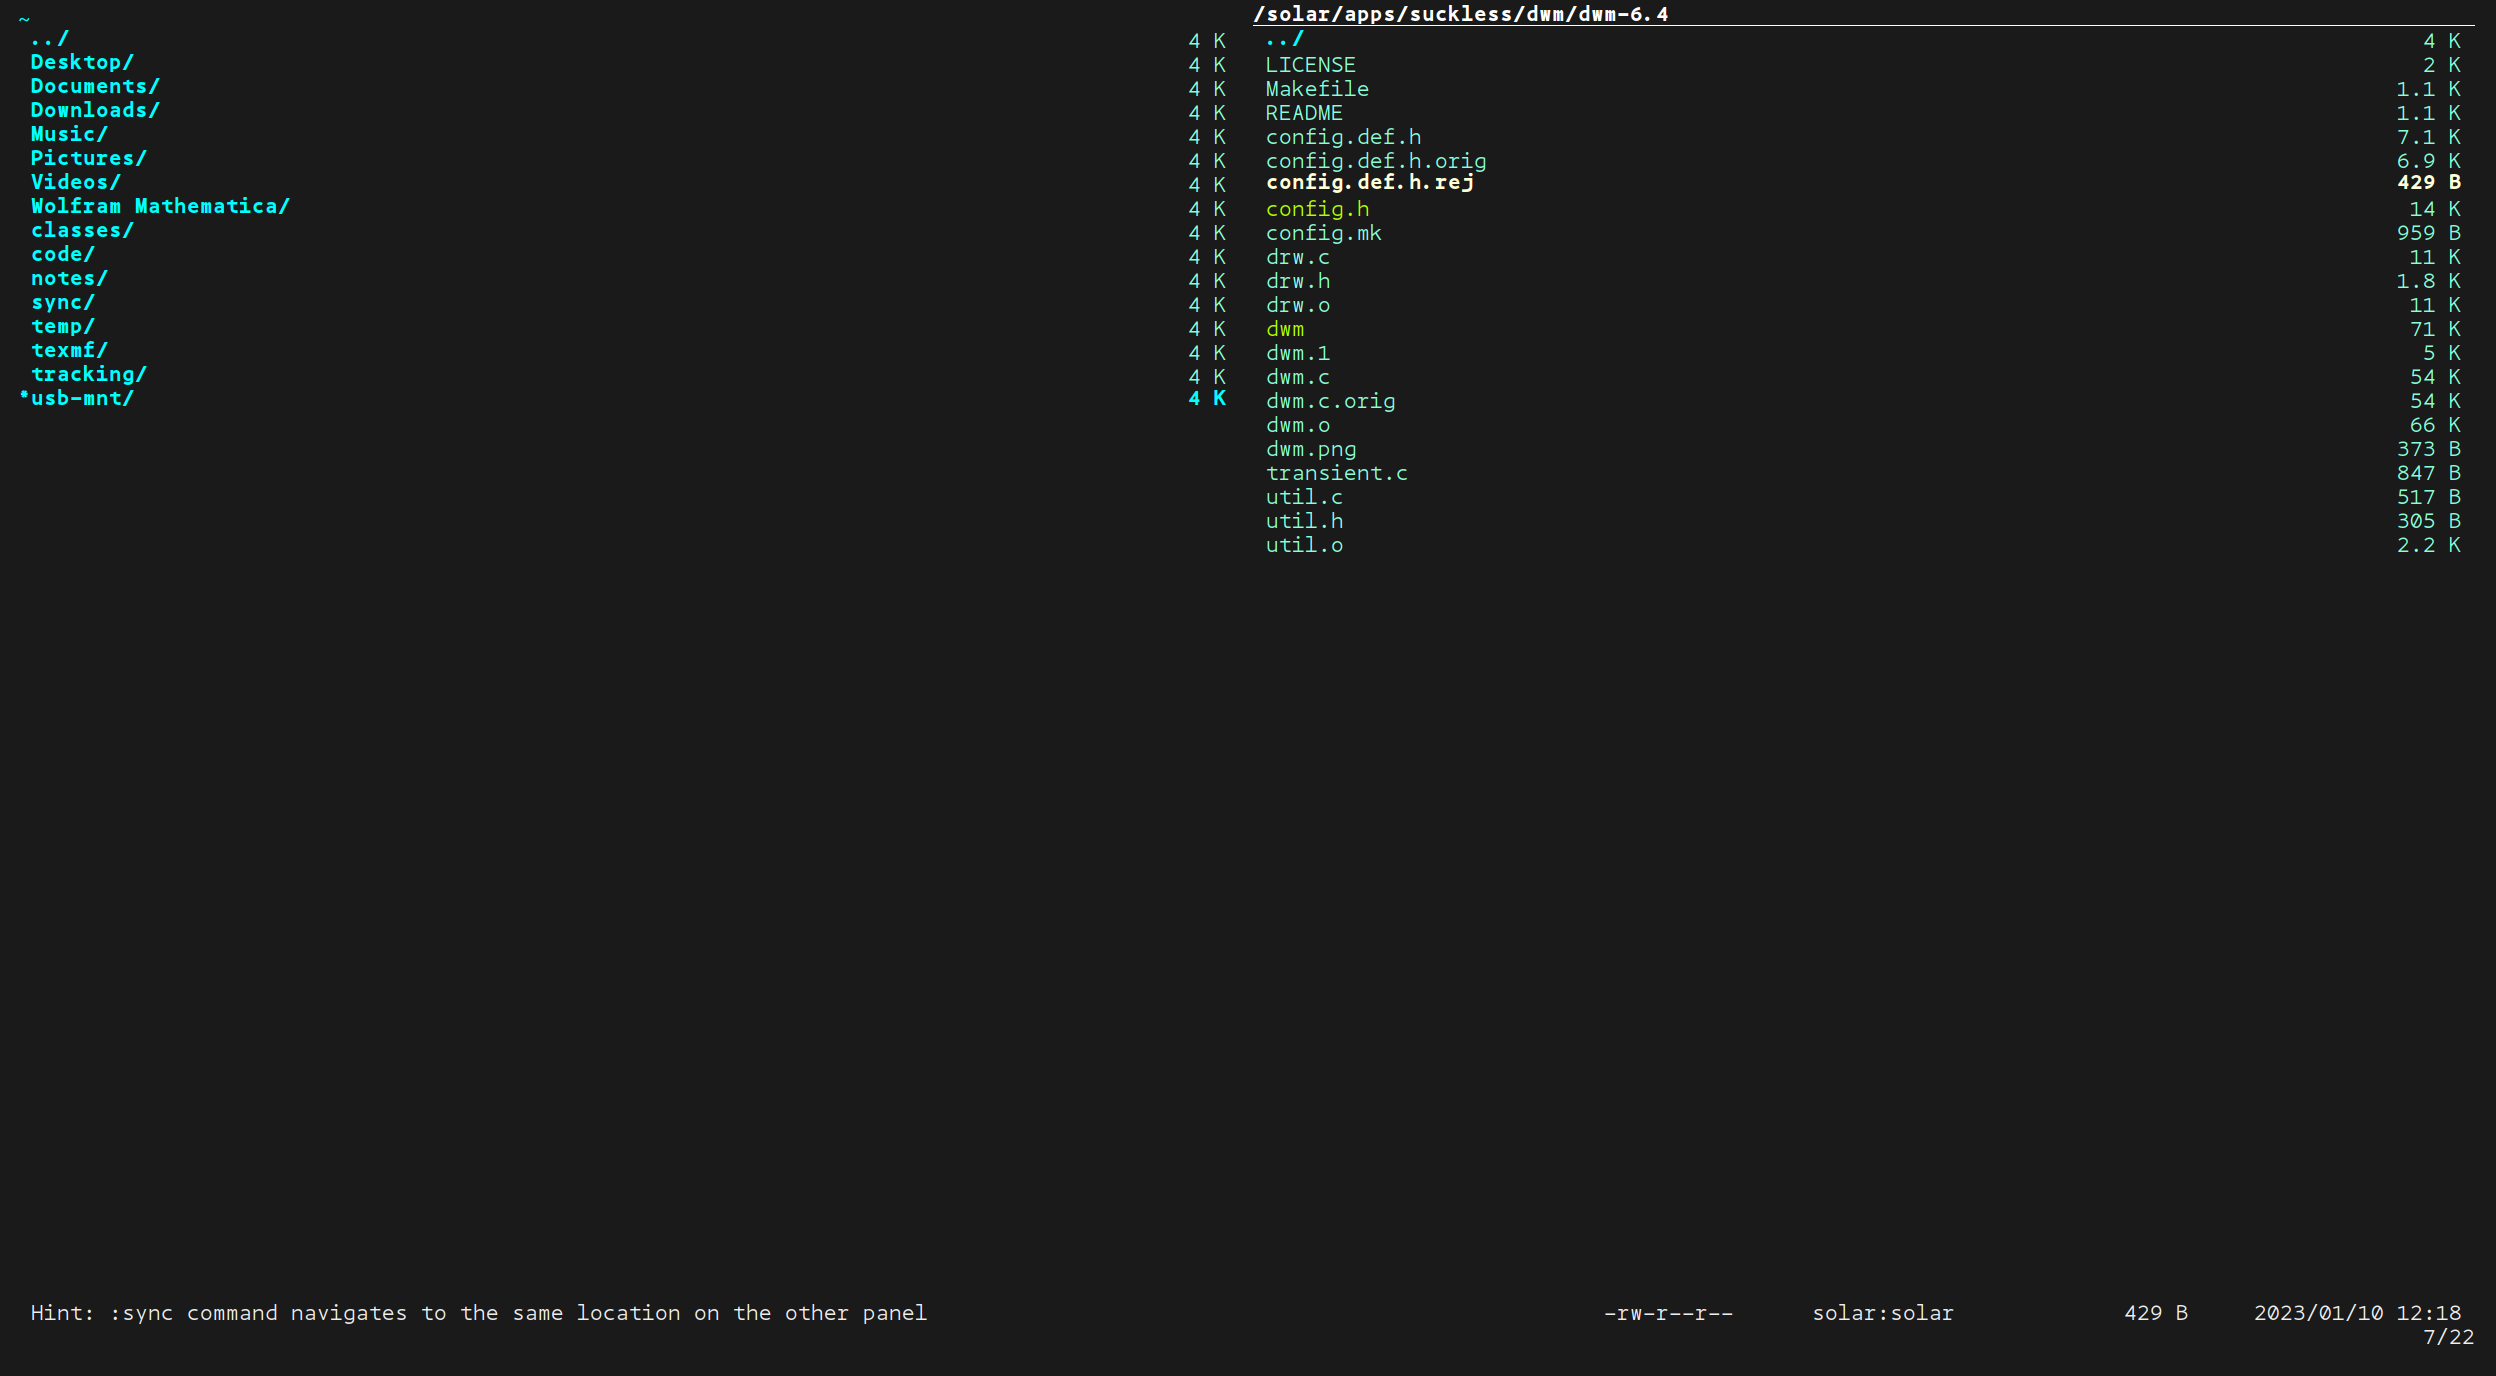 ~
../ 4 K
Desktop/ 4 K
Documents/ 4 K
Downloads/ 4 K
Music/ 4 K
Pictures/ 4 K
Videos/ 4 K
Wolfram Mathematica/ 4 K
classes/ 4 K
code/ 4 K
notes/ 4 K
sync/ 4 K
temp/ 4 K
texmf/ 4 K
tracking/ 4 K
*usb-mnt/ 4 K
/solar/apps/suckless/dwm/dwm-6.4
../ 4 K
LICENSE 2 K
Makefile 1.1 K
README 1.1 K
config.def.h 7.1 K
config.def.h.orig 6.9 K
config.def.h.rej 429 B
config.h 14 K
config.mk 959 B
drw.c 11 K
drw.h 1.8 K
drw.o 11 K
dwm 71 K
dwm.1 5 K
dwm.c 54 K
dwm.c.orig 54 K
dwm.o 66 K
dwm.png 373 B
transient.c 847 B
util.c 517 B
util.h 305 B
util.o 2.2 K
Hint: :sync command navigates to the same location on the other panel -rw-r--r-- solar:solar 429 B 2023/01/10 12:18
7/22